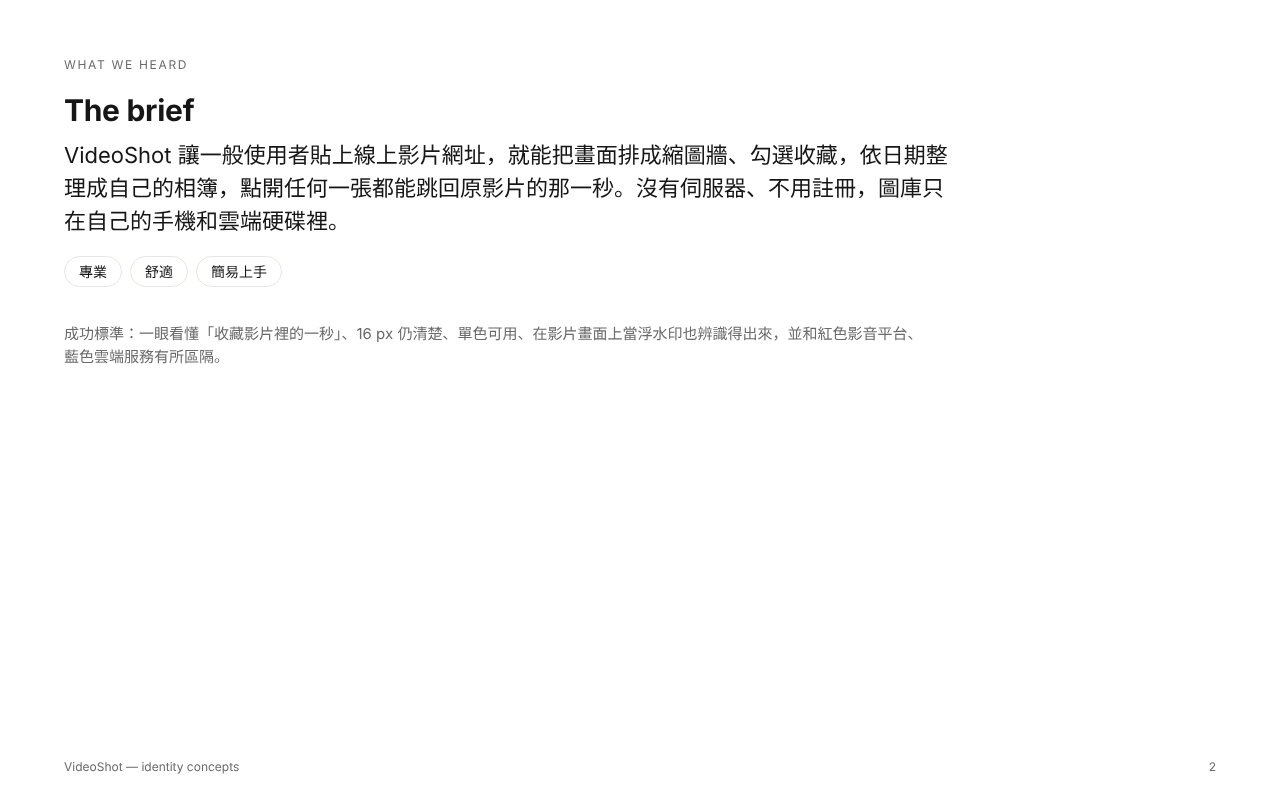 WHAT WE HEARD
The brief
VideoShot 讓一般使用者貼上線上影片網址，就能把畫面排成縮圖牆、勾選收藏，依日期整
理成自己的相簿，點開任何一張都能跳回原影片的那一秒。沒有伺服器、不用註冊，圖庫只
在自己的手機和雲端硬碟裡。
專業 舒適 簡易上手
成功標準：一眼看懂「收藏影片裡的一秒」、16 px 仍清楚、單色可用、在影片畫面上當浮水印也辨識得出來，並和紅色影音平台、
藍色雲端服務有所區隔。
VideoShot — identity concepts 2